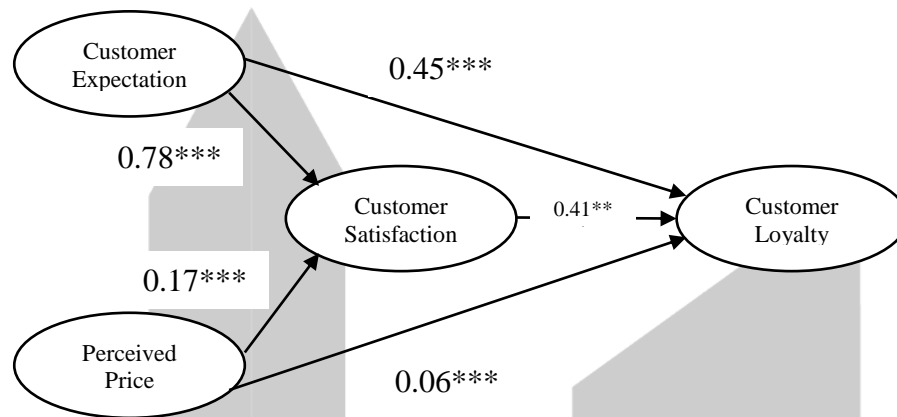 Customer
Expectation
0.45***
0.78***
Customer
Satisfaction
0.41**
Customer
Loyalty
0.17***
Perceived
Price
0.06***